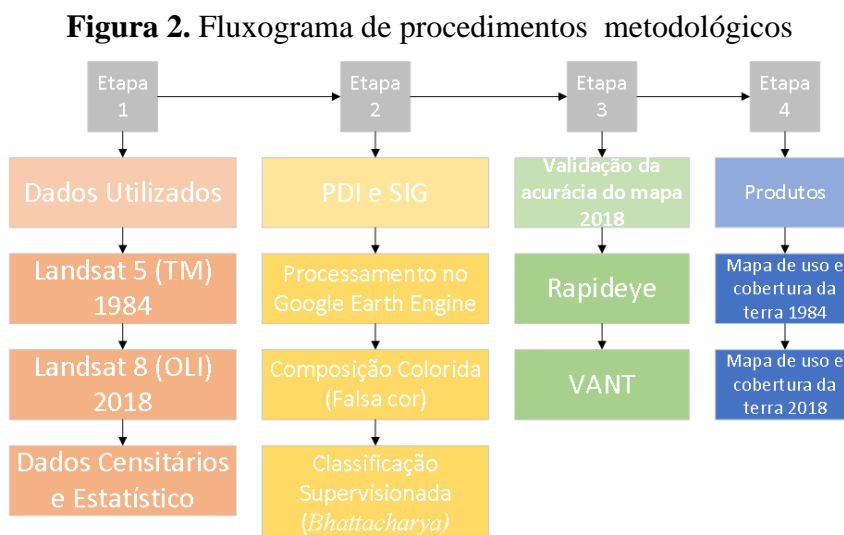 Figura 2. Fluxograma de procedimentos metodológicos
Etapa
1
Etapa
2
Etapa
3
Etapa
4
Dados Utilizados
Landsat 5 (TM)
1984
Landsat 8 (OLI)
2018
Dados Censitários
e Estatístico
PDI e SIG
Processamento no
Google Earth Engine
Composição Colorida
(Falsa cor)
Classificação
Supervisionada
(Bhattacharya)
Validação da
acurácia do mapa
2018
Rapideye
VANT
Produtos
Mapa de uso e
cobertura da
terra 1984
Mapa de uso e
cobertura da
terra 2018